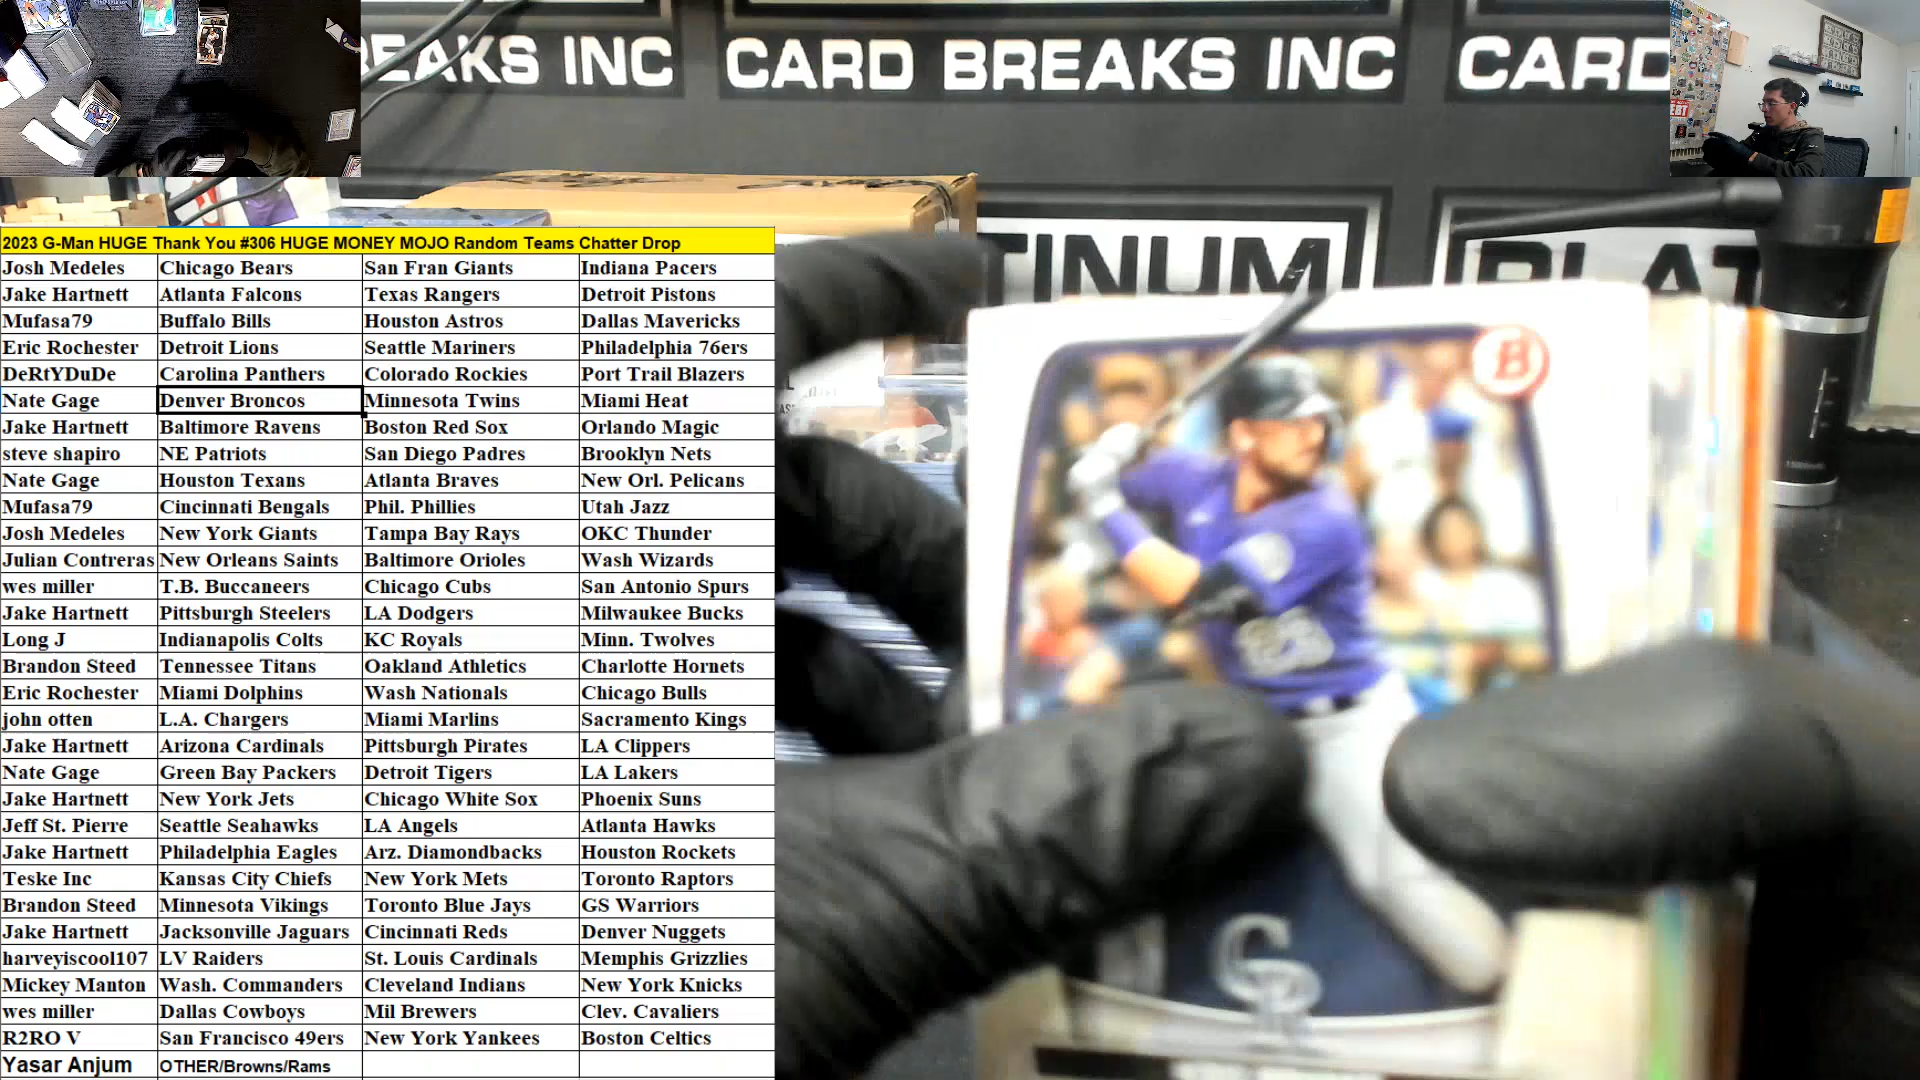 EAKS INC CARD BREAKS INC CARD
TINUM PLAT
2023 G-Man HUGE Thank You #306 HUGE MONEY MOJO Random Teams Chatter Drop
Josh Medeles Chicago Bears San Fran Giants Indiana Pacers
Jake Hartnett Atlanta Falcons Texas Rangers Detroit Pistons
Mufasa79 Buffalo Bills Houston Astros Dallas Mavericks
Eric Rochester Detroit Lions Seattle Mariners Philadelphia 76ers
DeRtYDuDe Carolina Panthers Colorado Rockies Port Trail Blazers
Nate Gage Denver Broncos Minnesota Twins Miami Heat
Jake Hartnett Baltimore Ravens Boston Red Sox Orlando Magic
steve shapiro NE Patriots San Diego Padres Brooklyn Nets
Nate Gage Houston Texans Atlanta Braves New Orl. Pelicans
Mufasa79 Cincinnati Bengals Phil. Phillies Utah Jazz
Josh Medeles New York Giants Tampa Bay Rays OKC Thunder
Julian Contreras New Orleans Saints Baltimore Orioles Wash Wizards
wes miller T.B. Buccaneers Chicago Cubs San Antonio Spurs
Jake Hartnett Pittsburgh Steelers LA Dodgers Milwaukee Bucks
Long J Indianapolis Colts KC Royals Minn. Twolves
Brandon Steed Tennessee Titans Oakland Athletics Charlotte Hornets
Eric Rochester Miami Dolphins Wash Nationals Chicago Bulls
john otten L.A. Chargers Miami Marlins Sacramento Kings
Jake Hartnett Arizona Cardinals Pittsburgh Pirates LA Clippers
Nate Gage Green Bay Packers Detroit Tigers LA Lakers
Jake Hartnett New York Jets Chicago White Sox Phoenix Suns
Jeff St. Pierre Seattle Seahawks LA Angels Atlanta Hawks
Jake Hartnett Philadelphia Eagles Arz. Diamondbacks Houston Rockets
Teske Inc Kansas City Chiefs New York Mets Toronto Raptors
Brandon Steed Minnesota Vikings Toronto Blue Jays GS Warriors
Jake Hartnett Jacksonville Jaguars Cincinnati Reds Denver Nuggets
harveyiscool107 LV Raiders St. Louis Cardinals Memphis Grizzlies
Mickey Manton Wash. Commanders Cleveland Indians New York Knicks
wes miller Dallas Cowboys Mil Brewers Clev. Cavaliers
R2RO V San Francisco 49ers New York Yankees Boston Celtics
Yasar Anjum OTHER/Browns/Rams
B
CR